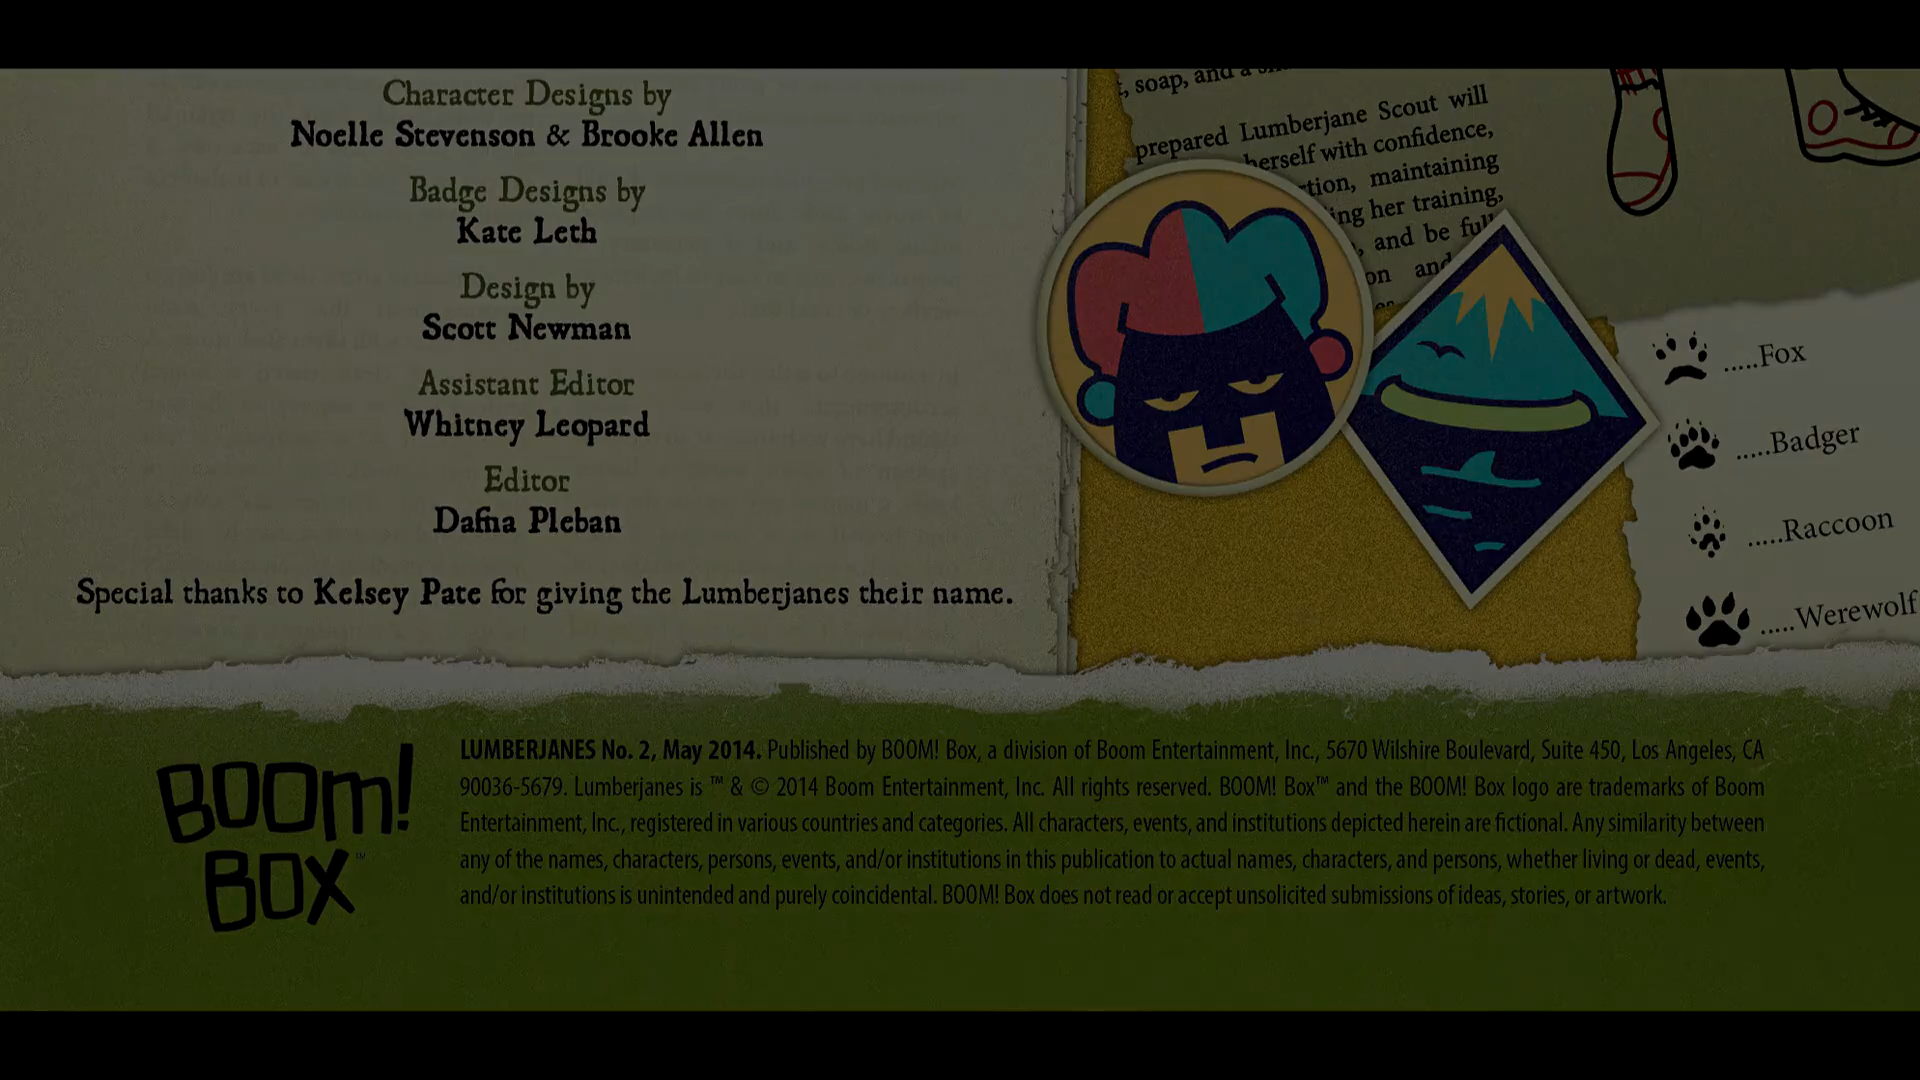 Character Designs by
Noelle Stevenson & Brooke Allen
Badge Designs by
Kate Leth
Design by
Scott Newman
Assistant Editor
Whitney Leopard
Editor
Dafna Pleban
Special thanks to Kelsey Pate for giving the Lumberjanes their name.
soap, and a
prepared Lumberjane Scout will
herself with confidence,
maintaining
her training,
and be
on and
.....Fox
.....Badger
.....Raccoon
.....Werewolf
BOOM!
BOX™
LUMBERJANES No. 2, May 2014. Published by BOOM! Box, a division of Boom Entertainment, Inc., 5670 Wilshire Boulevard, Suite 450, Los Angeles, CA
90036-5679. Lumberjanes is ™ & © 2014 Boom Entertainment, Inc. All rights reserved. BOOM! Box™ and the BOOM! Box logo are trademarks of Boom
Entertainment, Inc., registered in various countries and categories. All characters, events, and institutions depicted herein are fictional. Any similarity between
any of the names, characters, persons, events, and/or institutions in this publication to actual names, characters, and persons, whether living or dead, events,
and/or institutions is unintended and purely coincidental. BOOM! Box does not read or accept unsolicited submissions of ideas, stories, or artwork.